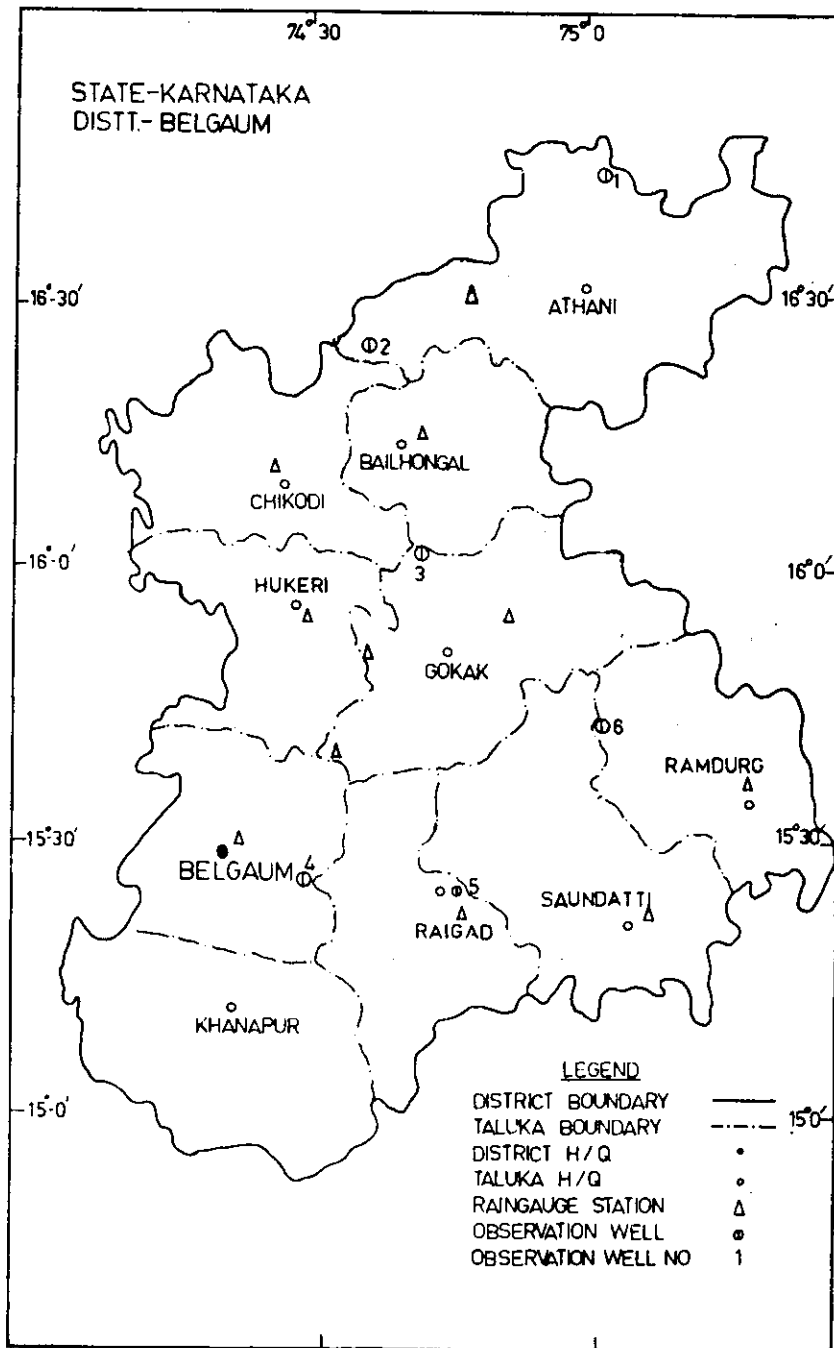 74°30'
75°0'
STATE-KARNATAKA
DISTT.- BELGAUM
1
16°-30'
16°-30'
ATHANI
2
BAILHONGAL
CHIKODI
16°-0'
16°-0'
3
HUKERI
GOKAK
6
RAMDURG
15°30'
15°30'
BELGAUM
4
5
SAUNDATTI
RAIGAD
KHANAPUR
LEGEND
DISTRICT BOUNDARY
15°0'
15°0'
TALUKA BOUNDARY
DISTRICT H/Q
TALUKA H/Q
RAINGAUGE STATION
OBSERVATION WELL
OBSERVATION WELL NO 1